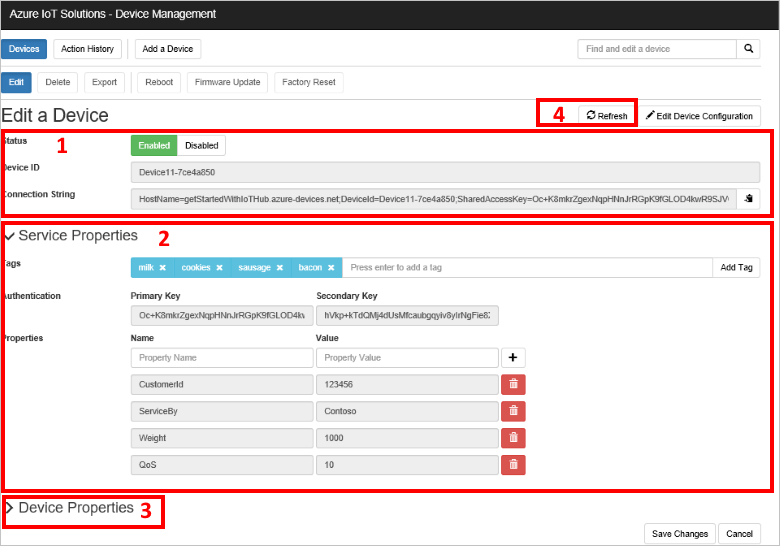 Azure IoT Solutions - Device Management
Devices Action History Add a Device Find and edit a device
Edit Delete Export Reboot Firmware Update Factory Reset
Edit a Device 4 Refresh Edit Device Configuration
Status 1 Enabled Disabled
Device ID Device11-7ce4a850
Connection String HostName=getStartedWithIoTHub.azure-devices.net;DeviceId=Device11-7ce4a850;SharedAccessKey=Oc+K8mkrZgexNqpHNnJrRGpK9fGLOD4kwR9SJV
Service Properties 2
Tags milk × cookies × sausage × bacon × Press enter to add a tag Add Tag
Authentication Primary Key Secondary Key
Oc+K8mkrZgexNqpHNnJrRGpK9fGLOD4kw hVkp+kTdQMj4dUsMfcaubgqyiv8ylrNgFie8Z
Properties Name Value
Property Name Property Value +
CustomerId 123456
ServiceBy Contoso
Weight 1000
QoS 10
Device Properties 3
Save Changes Cancel